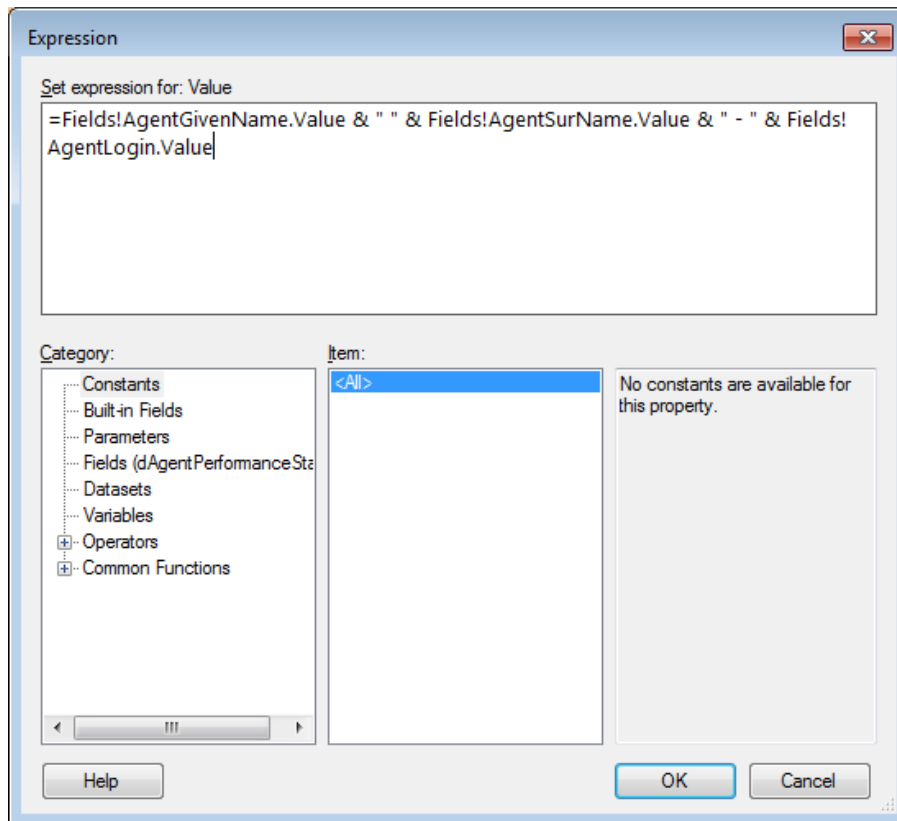 Expression
Set expression for: Value
=Fields!AgentGivenName.Value & " " & Fields!AgentSurName.Value & " - " & Fields!
AgentLogin.Value
Category:
Item:
Constants
Built-in Fields
Parameters
Fields (dAgentPerformanceSta
Datasets
Variables
Operators
Common Functions
<All>
No constants are available for
this property.
Help
OK
Cancel